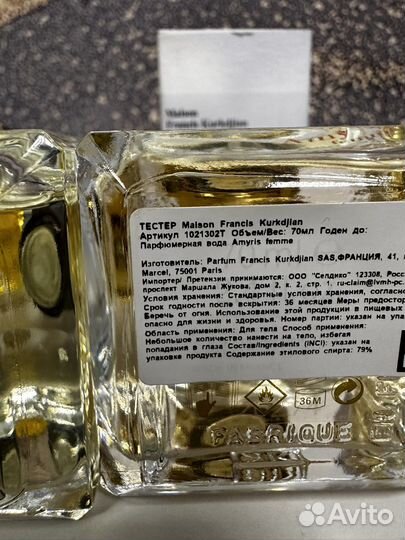 Maison
Francis Kurkdjian
ТЕСТЕР Maison Francis Kurkdjian
Артикул 1021302T Объем/Вес: 70мл Годен до:
Парфюмерная вода Amyris femme
Изготовитель: Parfum Francis Kurkdjian SAS,ФРАНЦИЯ, 41,
Marcel, 75001 Paris
Импортер/ Претензии принимаются: ООО "Селдико" 123308, Росс
проспект Маршала Жукова, дом 2, к. 2, стр. 1, ru-claim@lvmh-pc.
Условия хранения: Стандартные условия хранения, согласно
Срок годности после вскрытия: 36 месяцев Меры предостор
Беречь от огня. Использование этой продукции в пищевых
опасно для жизни и здоровья. Номер партии: указан на упа
Область применения: Для тела Способ применения:
Небольшое количество нанести на тело, избегая
попадания в глаза Состав/Ingredients (INCI): указан на
упаковке продукта Содержание этилового спирта: 79%
36M
FABRIQUE
Avito